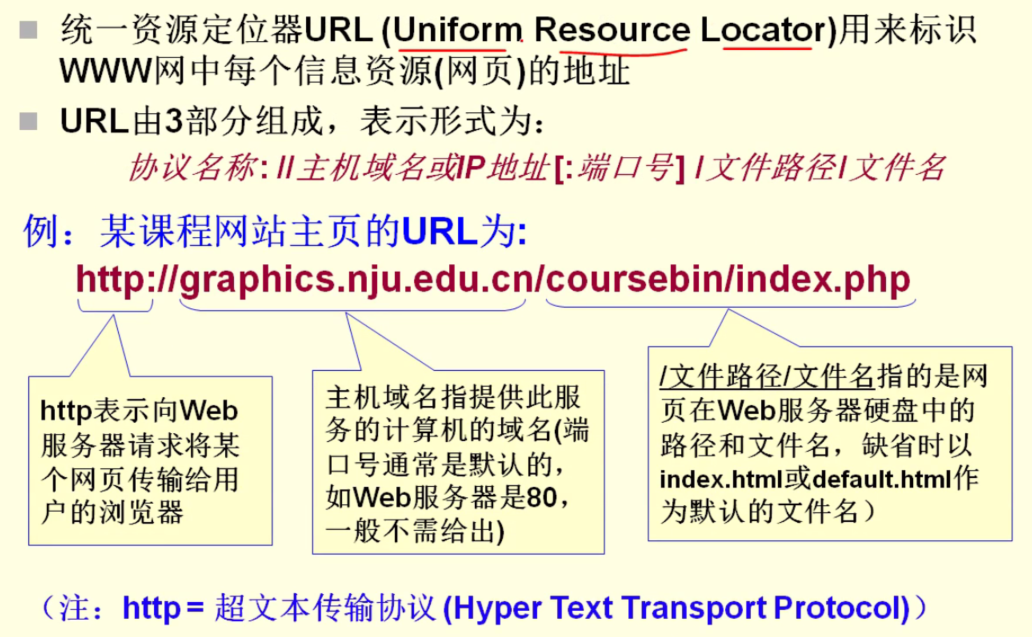 统一资源定位器URL (Uniform Resource Locator)用来标识
WWW网中每个信息资源(网页)的地址
URL由3部分组成，表示形式为：
协议名称: //主机域名或IP地址 [:端口号] /文件路径/文件名
例：某课程网站主页的URL为:
http://graphics.nju.edu.cn/coursebin/index.php
http表示向Web
服务器请求将某
个网页传输给用
户的浏览器
主机域名指提供此服
务的计算机的域名(端
口号通常是默认的，
如Web服务器是80，
一般不需给出)
/文件路径/文件名指的是网
页在Web服务器硬盘中的
路径和文件名，缺省时以
index.html或default.html作
为默认的文件名）
（注：http = 超文本传输协议 (Hyper Text Transport Protocol)）